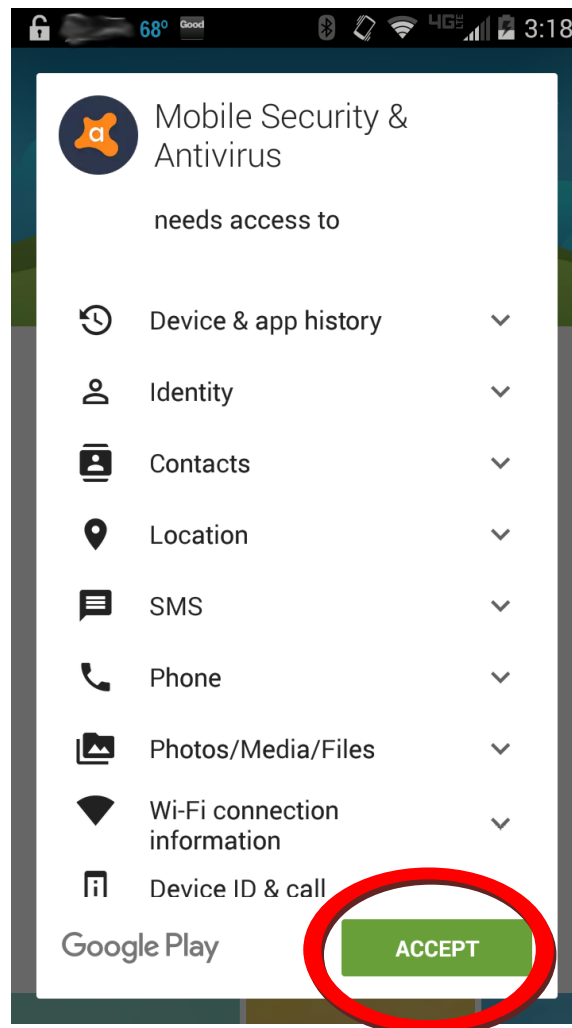 68° Good 4G LTE 3:18
a
Mobile Security &
Antivirus
needs access to
Device & app history
Identity
Contacts
Location
SMS
Phone
Photos/Media/Files
Wi-Fi connection
information
Device ID & call
Google Play
ACCEPT